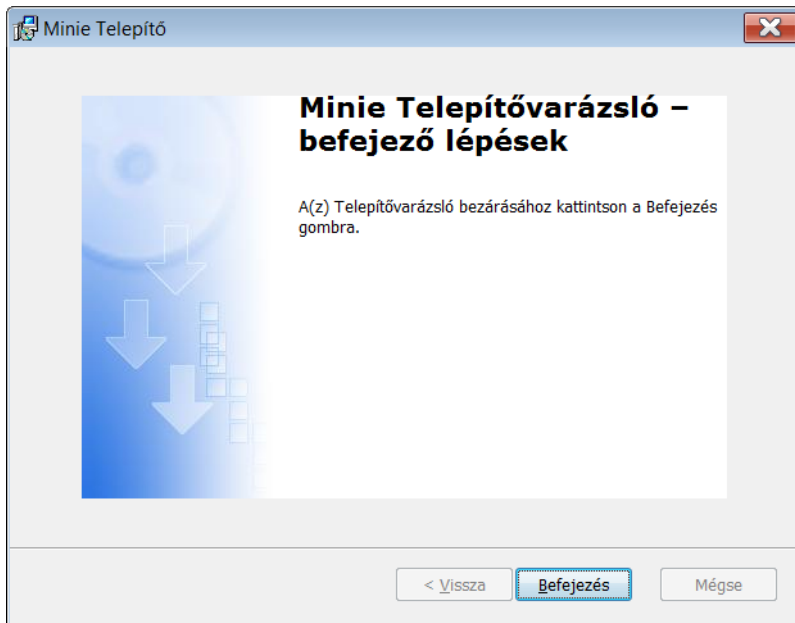 Minie Telepítő
Minie Telepítővarázsló –
befejező lépések
A(z) Telepítővarázsló bezárásához kattintson a Befejezés
gombra.
< Vissza
Befejezés
Mégse